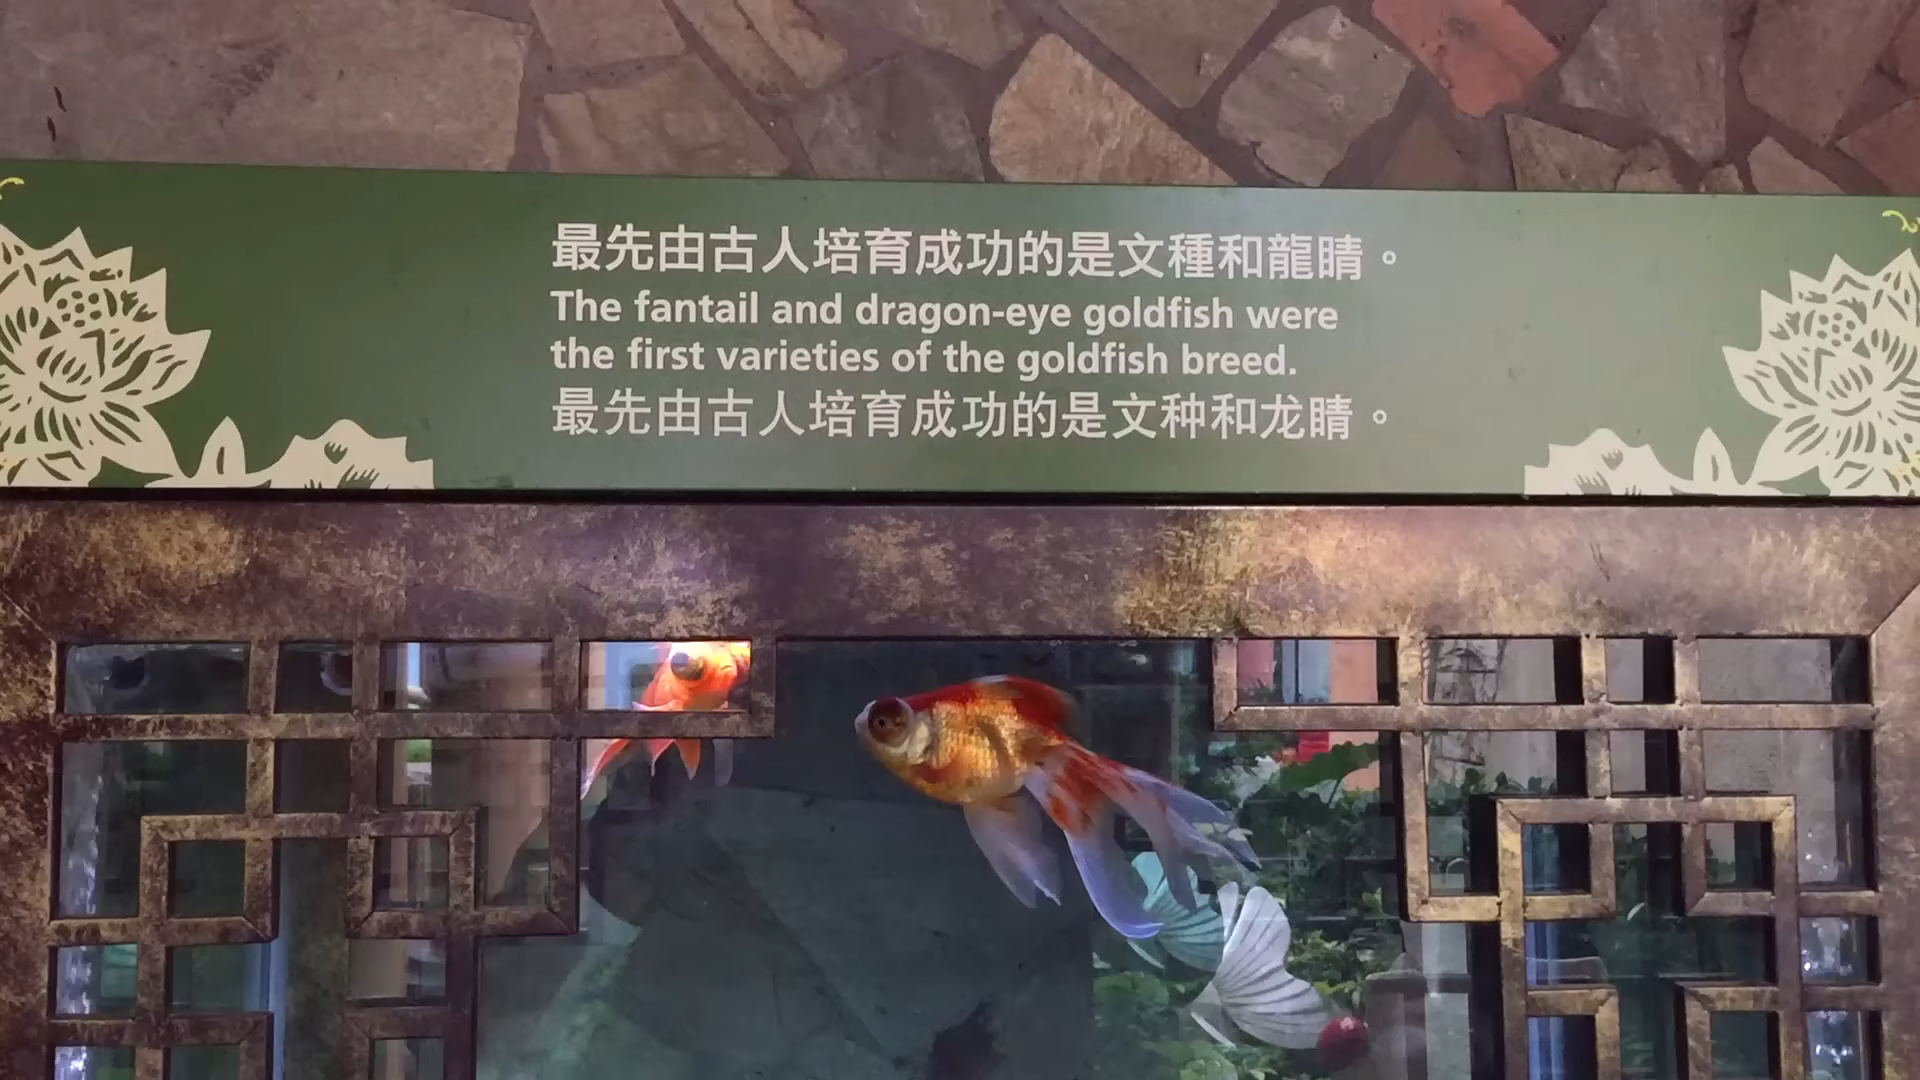 最先由古人培育成功的是文種和龍睛。
The fantail and dragon-eye goldfish were
the first varieties of the goldfish breed.
最先由古人培育成功的是文种和龙睛。